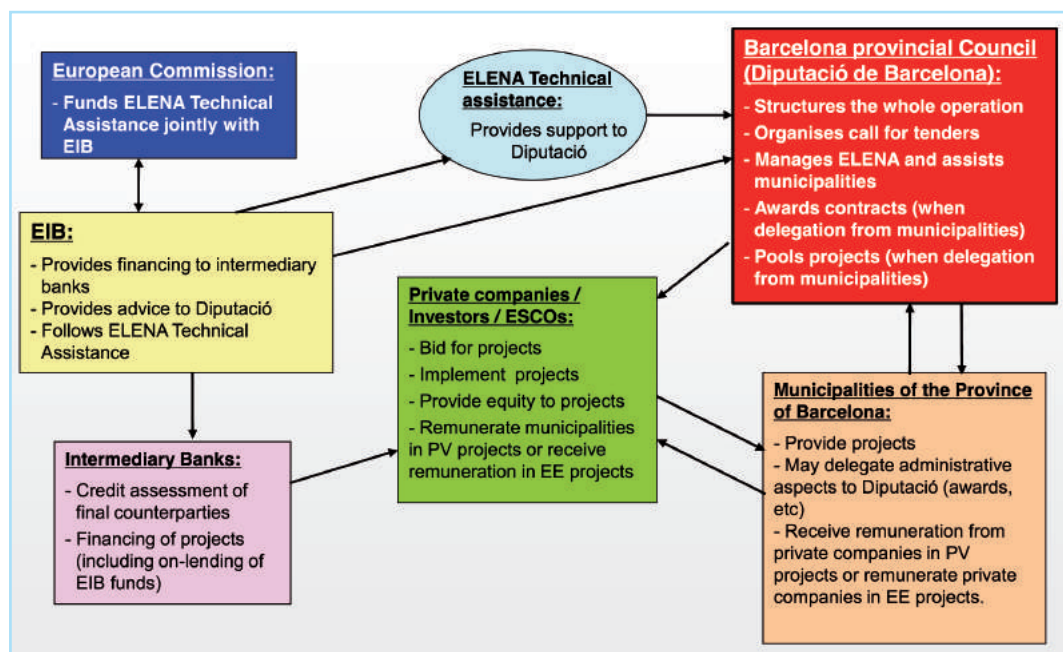 European Commission:
- Funds ELENA Technical
Assistance jointly with
EIB
ELENA Technical
assistance:
Provides support to
Diputació
Barcelona provincial Council
(Diputació de Barcelona):
- Structures the whole operation
- Organises call for tenders
- Manages ELENA and assists
municipalities
- Awards contracts (when
delegation from municipalities)
- Pools projects (when delegation
from municipalities)
EIB:
- Provides financing to intermediary
banks
- Provides advice to Diputació
- Follows ELENA Technical
Assistance
Private companies /
Investors / ESCOs:
- Bid for projects
- Implement projects
- Provide equity to projects
- Remunerate municipalities
in PV projects or receive
remuneration in EE projects
Municipalities of the Province
of Barcelona:
- Provide projects
- May delegate administrative
aspects to Diputació (awards,
etc)
- Receive remuneration from
private companies in PV
projects or remunerate private
companies in EE projects.
Intermediary Banks:
- Credit assessment of
final counterparties
- Financing of projects
(including on-lending of
EIB funds)